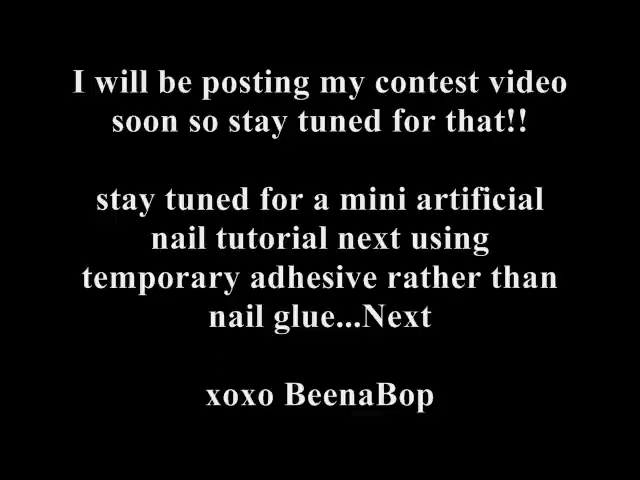 I will be posting my contest video
soon so stay tuned for that!!
stay tuned for a mini artificial
nail tutorial next using
temporary adhesive rather than
nail glue...Next
xoxo BeenaBop